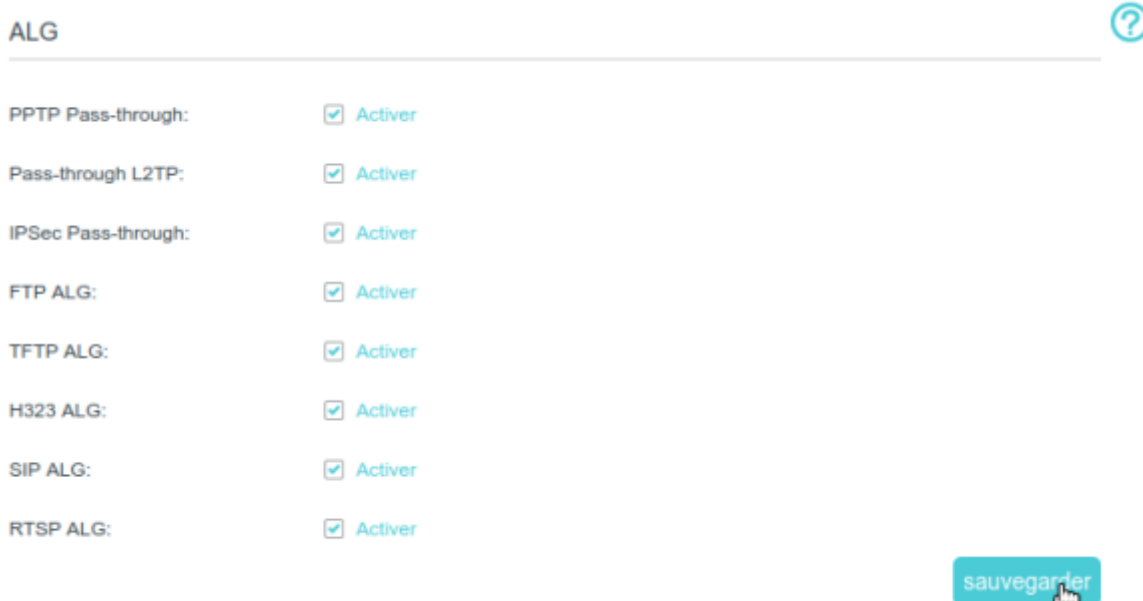 ALG
?
PPTP Pass-through: Activer
Pass-through L2TP: Activer
IPSec Pass-through: Activer
FTP ALG: Activer
TFTP ALG: Activer
H323 ALG: Activer
SIP ALG: Activer
RTSP ALG: Activer
sauvegarder